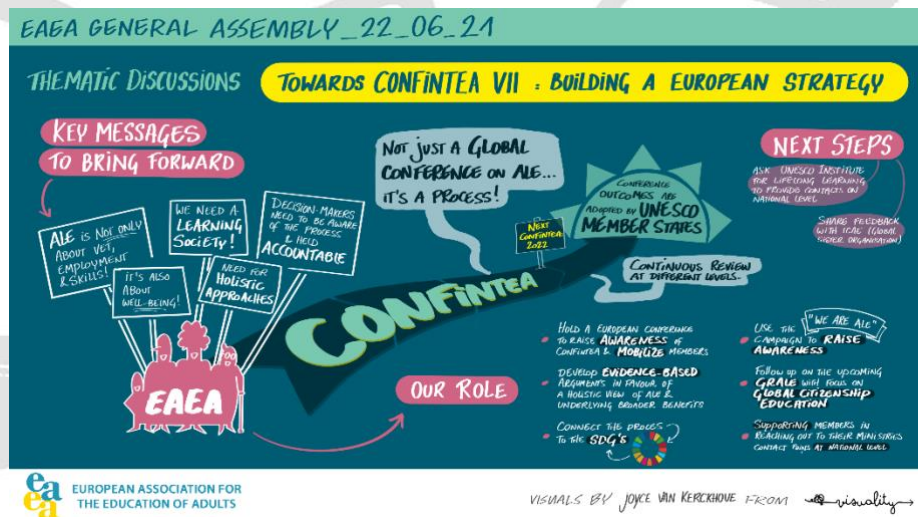 EAEA GENERAL ASSEMBLY_22_06_21
THEMATIC DISCUSSIONS
TOWARDS CONFINTEA VII : BUILDING A EUROPEAN STRATEGY
KEY MESSAGES
TO BRING FORWARD
ALE is NOT ONLY
ABOUT VET,
EMPLOYMENT
& SKILLS!
IT'S ALSO
ABOUT
WELL-BEING!
WE NEED A
LEARNING
SOCIETY!
NEED FOR
HOLISTIC
APPROACHES
DECISION-MAKERS
NEED TO BE AWARE
OF THE PROCESS
& HELD
ACCOUNTABLE
EAEA
NOT JUST A GLOBAL
CONFERENCE ON ALE...
IT'S A PROCESS!
CONFINTEA
NEXT
CONFINTEA
2022
CONFERENCE
OUTCOMES ARE
ADOPTED BY UNESCO
MEMBER STATES
CONTINUOUS REVIEW
AT DIFFERENT LEVELS.
NEXT STEPS
ASK UNESCO INSTITUTE
FOR LIFELONG LEARNING
TO PROVIDE CONTACTS ON
NATIONAL LEVEL
SHARE FEEDBACK
WITH ICAE (GLOBAL
SISTER ORGANISATION)
OUR ROLE
HOLD A EUROPEAN CONFERENCE
TO RAISE AWARENESS OF
CONFINTEA & MOBILIZE MEMBERS
DEVELOP EVIDENCE-BASED
ARGUMENTS IN FAVOUR OF
A HOLISTIC VIEW OF ALE &
UNDERLYING BROADER BENEFITS
CONNECT THE PROCES
TO THE SDG'S
USE THE "WE ARE ALE"
CAMPAIGN TO RAISE
AWARENESS
FOLLOW UP ON THE UPCOMING
GRALE WITH FOCUS ON
GLOBAL CITIZENSHIP
EDUCATION
SUPPORTING MEMBERS IN
REACHING OUT TO THEIR MINISTRIES
CONTACT AT NATIONAL LEVEL
eaea
EUROPEAN ASSOCIATION FOR
THE EDUCATION OF ADULTS
VISUALS BY JOYCE VAN KERCKHOVE FROM visuality